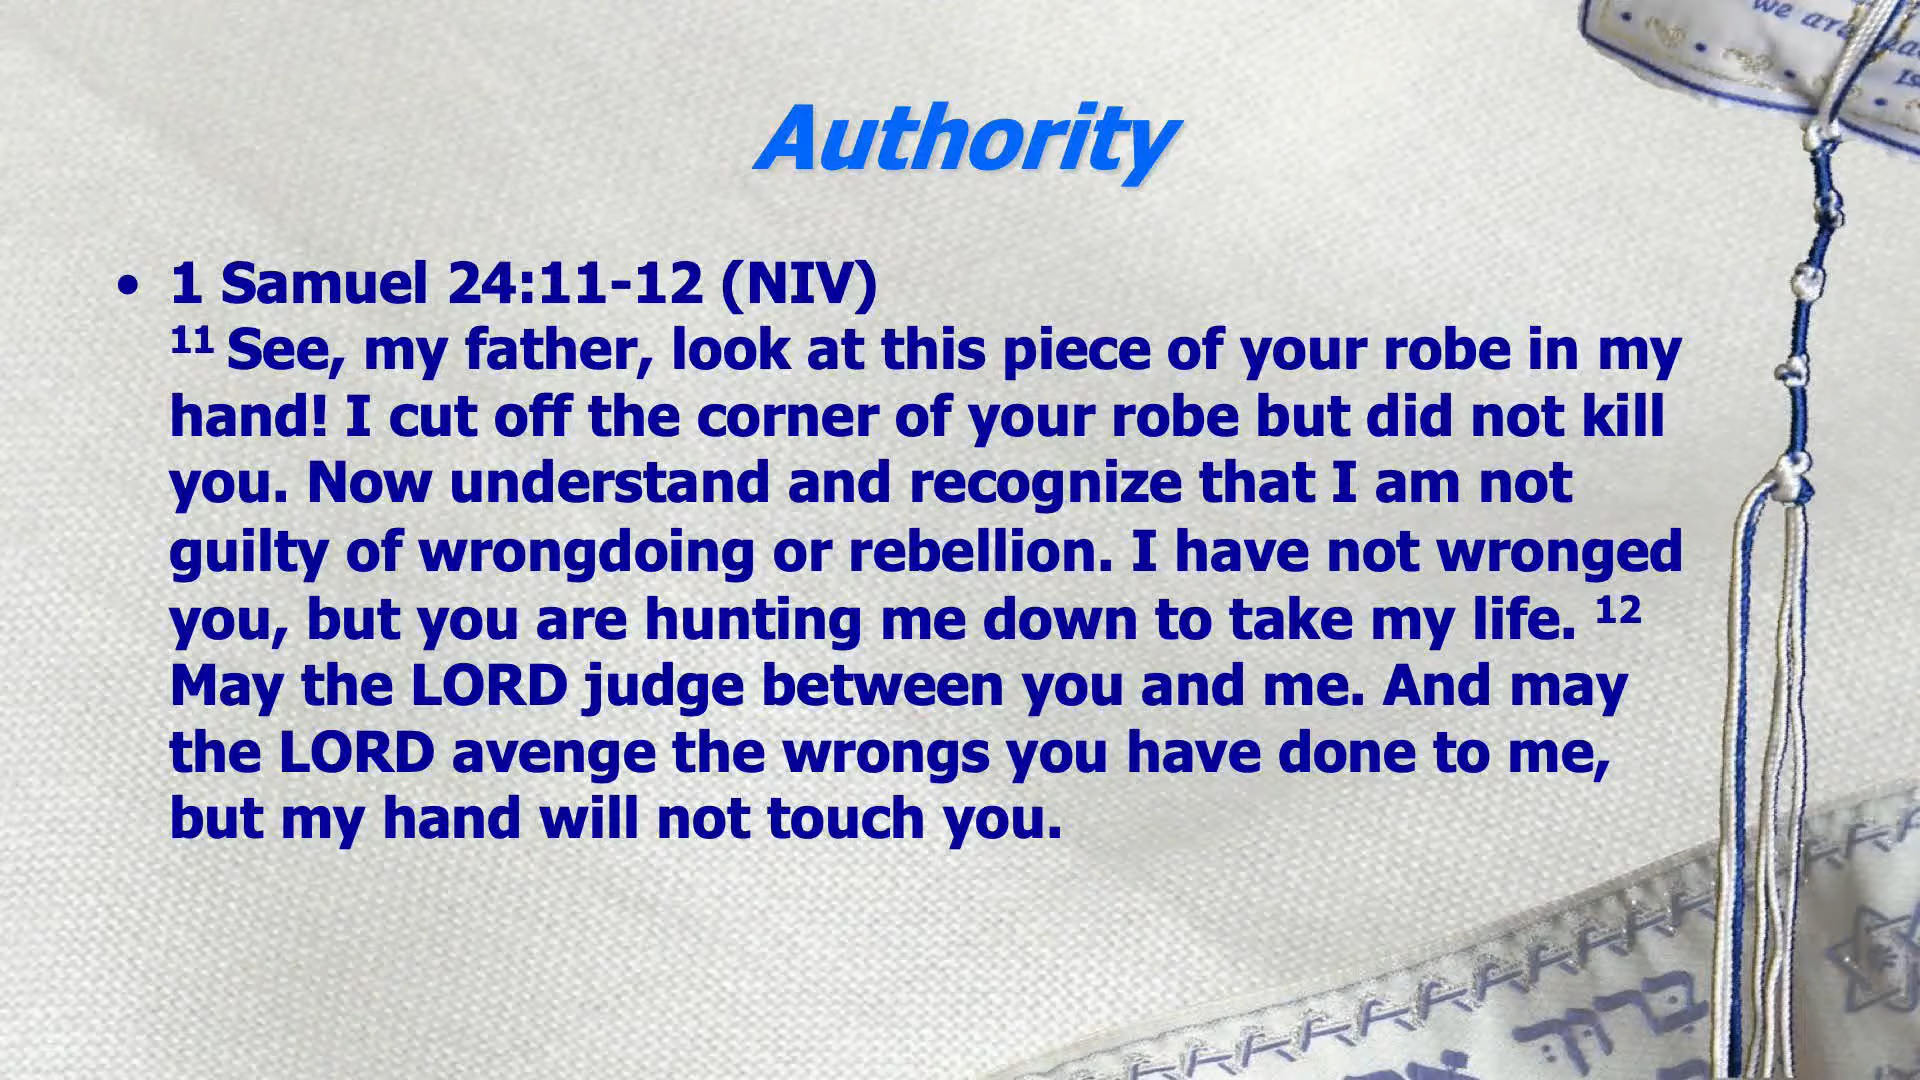 we are
Authority
• 1 Samuel 24:11-12 (NIV)
11 See, my father, look at this piece of your robe in my
hand! I cut off the corner of your robe but did not kill
you. Now understand and recognize that I am not
guilty of wrongdoing or rebellion. I have not wronged
you, but you are hunting me down to take my life. 12
May the LORD judge between you and me. And may
the LORD avenge the wrongs you have done to me,
but my hand will not touch you.
ברוך